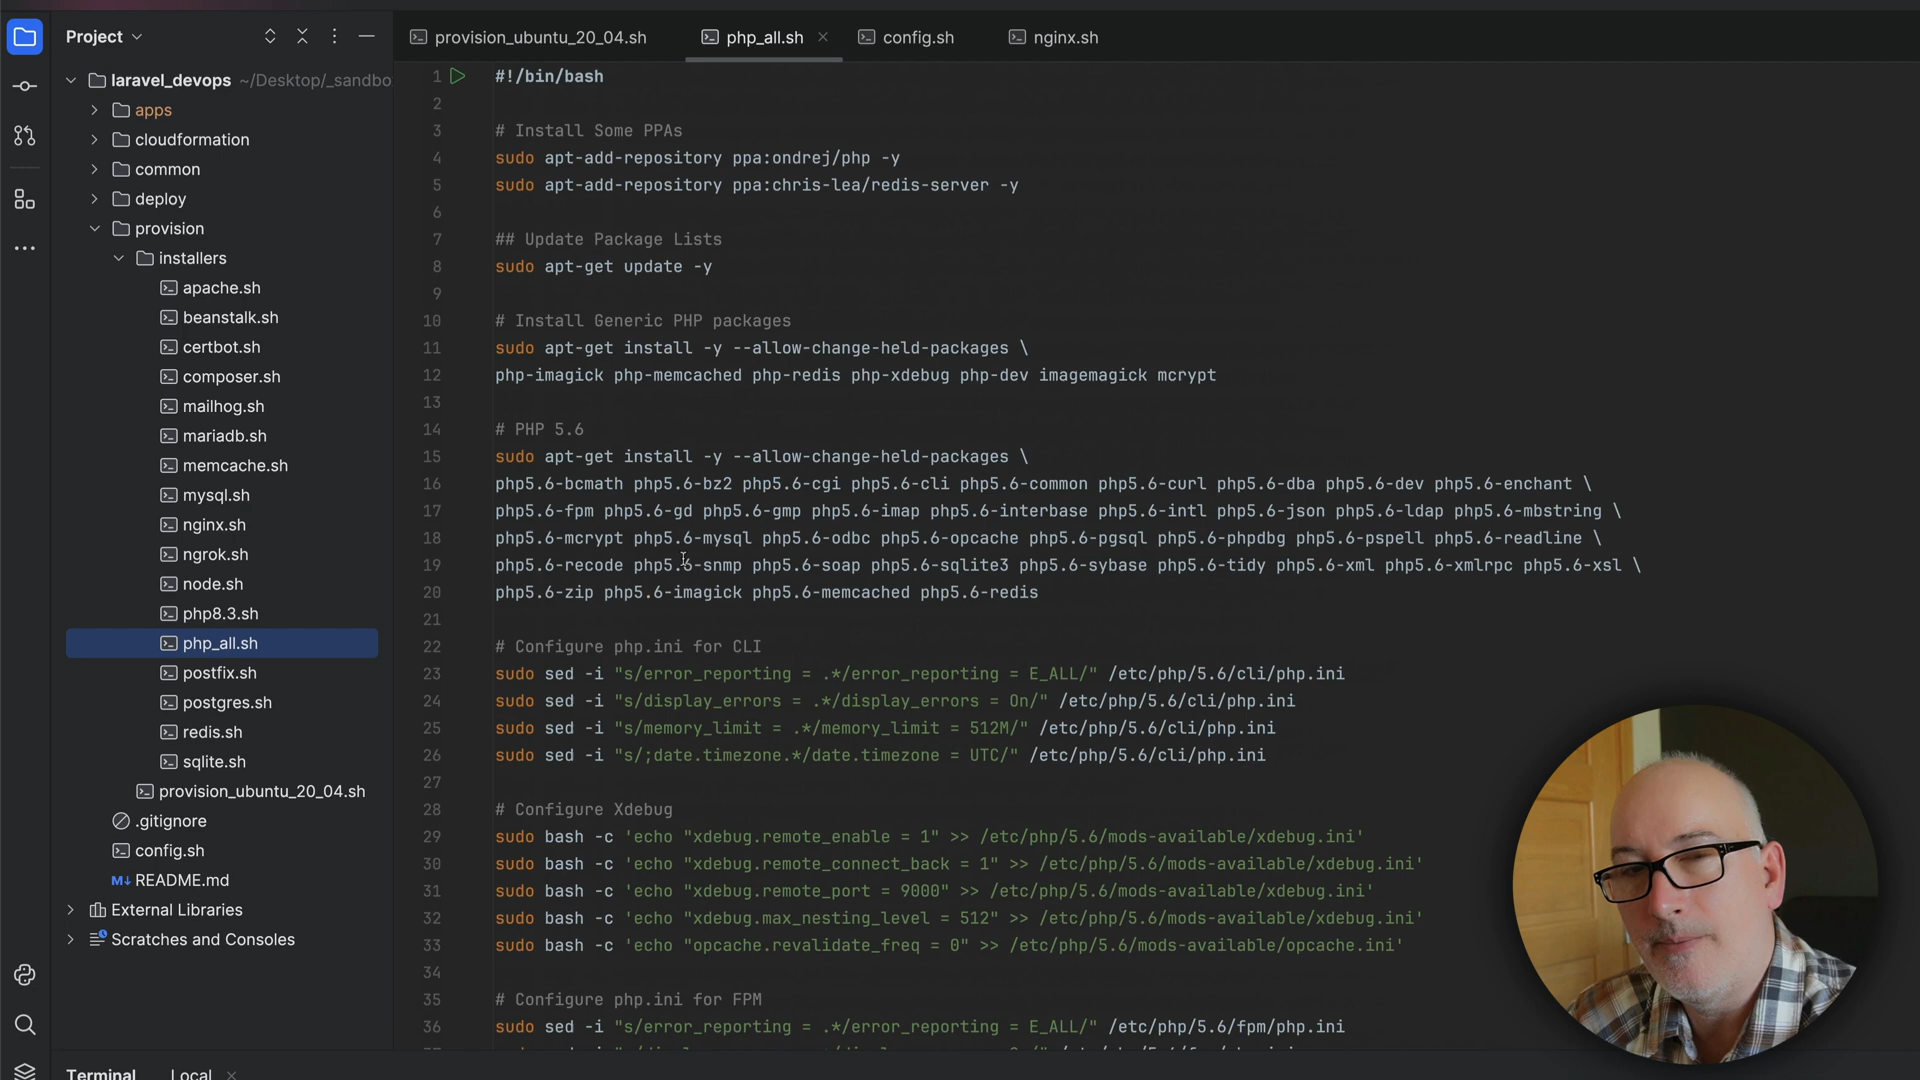 Project
provision_ubuntu_20_04.sh
php_all.sh
config.sh
nginx.sh
laravel_devops ~/Desktop/_sandbo
apps
cloudformation
common
deploy
provision
installers
apache.sh
beanstalk.sh
certbot.sh
composer.sh
mailhog.sh
mariadb.sh
memcache.sh
mysql.sh
nginx.sh
ngrok.sh
node.sh
php8.3.sh
php_all.sh
postfix.sh
postgres.sh
redis.sh
sqlite.sh
provision_ubuntu_20_04.sh
.gitignore
config.sh
M↓ README.md
External Libraries
Scratches and Consoles
1 #!/bin/bash
2
3 # Install Some PPAs
4 sudo apt-add-repository ppa:ondrej/php -y
5 sudo apt-add-repository ppa:chris-lea/redis-server -y
6
7 ## Update Package Lists
8 sudo apt-get update -y
9
10 # Install Generic PHP packages
11 sudo apt-get install -y --allow-change-held-packages \
12 php-imagick php-memcached php-redis php-xdebug php-dev imagemagick mcrypt
13
14 # PHP 5.6
15 sudo apt-get install -y --allow-change-held-packages \
16 php5.6-bcmath php5.6-bz2 php5.6-cgi php5.6-cli php5.6-common php5.6-curl php5.6-dba php5.6-dev php5.6-enchant \
17 php5.6-fpm php5.6-gd php5.6-gmp php5.6-imap php5.6-interbase php5.6-intl php5.6-json php5.6-ldap php5.6-mbstring \
18 php5.6-mcrypt php5.6-mysql php5.6-odbc php5.6-opcache php5.6-pgsql php5.6-phpdbg php5.6-pspell php5.6-readline \
19 php5.6-recode php5.6-snmp php5.6-soap php5.6-sqlite3 php5.6-sybase php5.6-tidy php5.6-xml php5.6-xmlrpc php5.6-xsl \
20 php5.6-zip php5.6-imagick php5.6-memcached php5.6-redis
21
22 # Configure php.ini for CLI
23 sudo sed -i "s/error_reporting = .*/error_reporting = E_ALL/" /etc/php/5.6/cli/php.ini
24 sudo sed -i "s/display_errors = .*/display_errors = On/" /etc/php/5.6/cli/php.ini
25 sudo sed -i "s/memory_limit = .*/memory_limit = 512M/" /etc/php/5.6/cli/php.ini
26 sudo sed -i "s/;date.timezone.*/date.timezone = UTC/" /etc/php/5.6/cli/php.ini
27
28 # Configure Xdebug
29 sudo bash -c 'echo "xdebug.remote_enable = 1" >> /etc/php/5.6/mods-available/xdebug.ini'
30 sudo bash -c 'echo "xdebug.remote_connect_back = 1" >> /etc/php/5.6/mods-available/xdebug.ini'
31 sudo bash -c 'echo "xdebug.remote_port = 9000" >> /etc/php/5.6/mods-available/xdebug.ini'
32 sudo bash -c 'echo "xdebug.max_nesting_level = 512" >> /etc/php/5.6/mods-available/xdebug.ini'
33 sudo bash -c 'echo "opcache.revalidate_freq = 0" >> /etc/php/5.6/mods-available/opcache.ini'
34
35 # Configure php.ini for FPM
36 sudo sed -i "s/error_reporting = .*/error_reporting = E_ALL/" /etc/php/5.6/fpm/php.ini
Terminal
Local